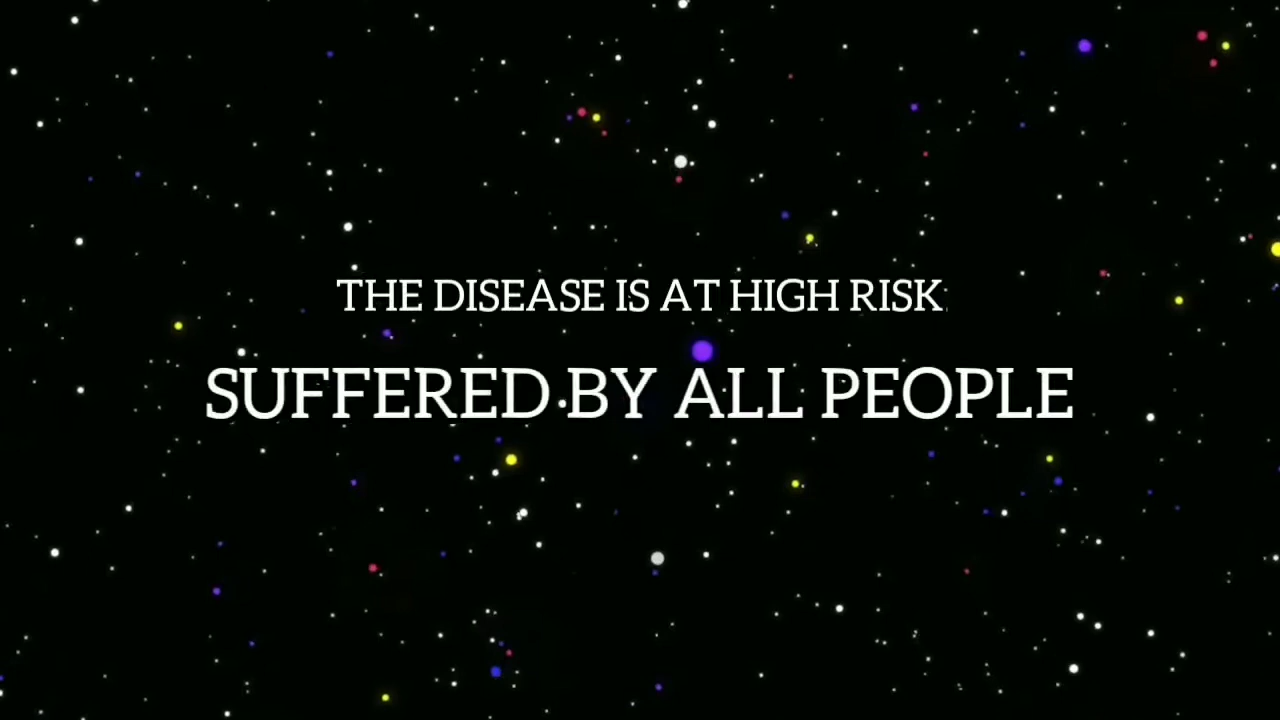 THE DISEASE IS AT HIGH RISK
SUFFERED BY ALL PEOPLE